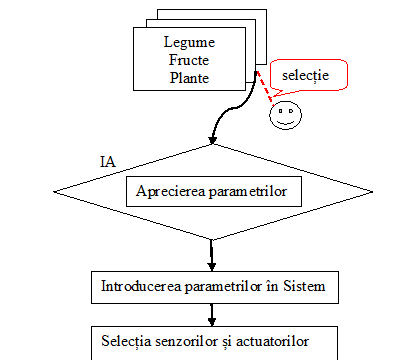 Legume
Fructe
Plante
selecție
IA
Aprecierea parametrilor
Introducerea parametrilor în Sistem
Selecția senzorilor și actuatorilor